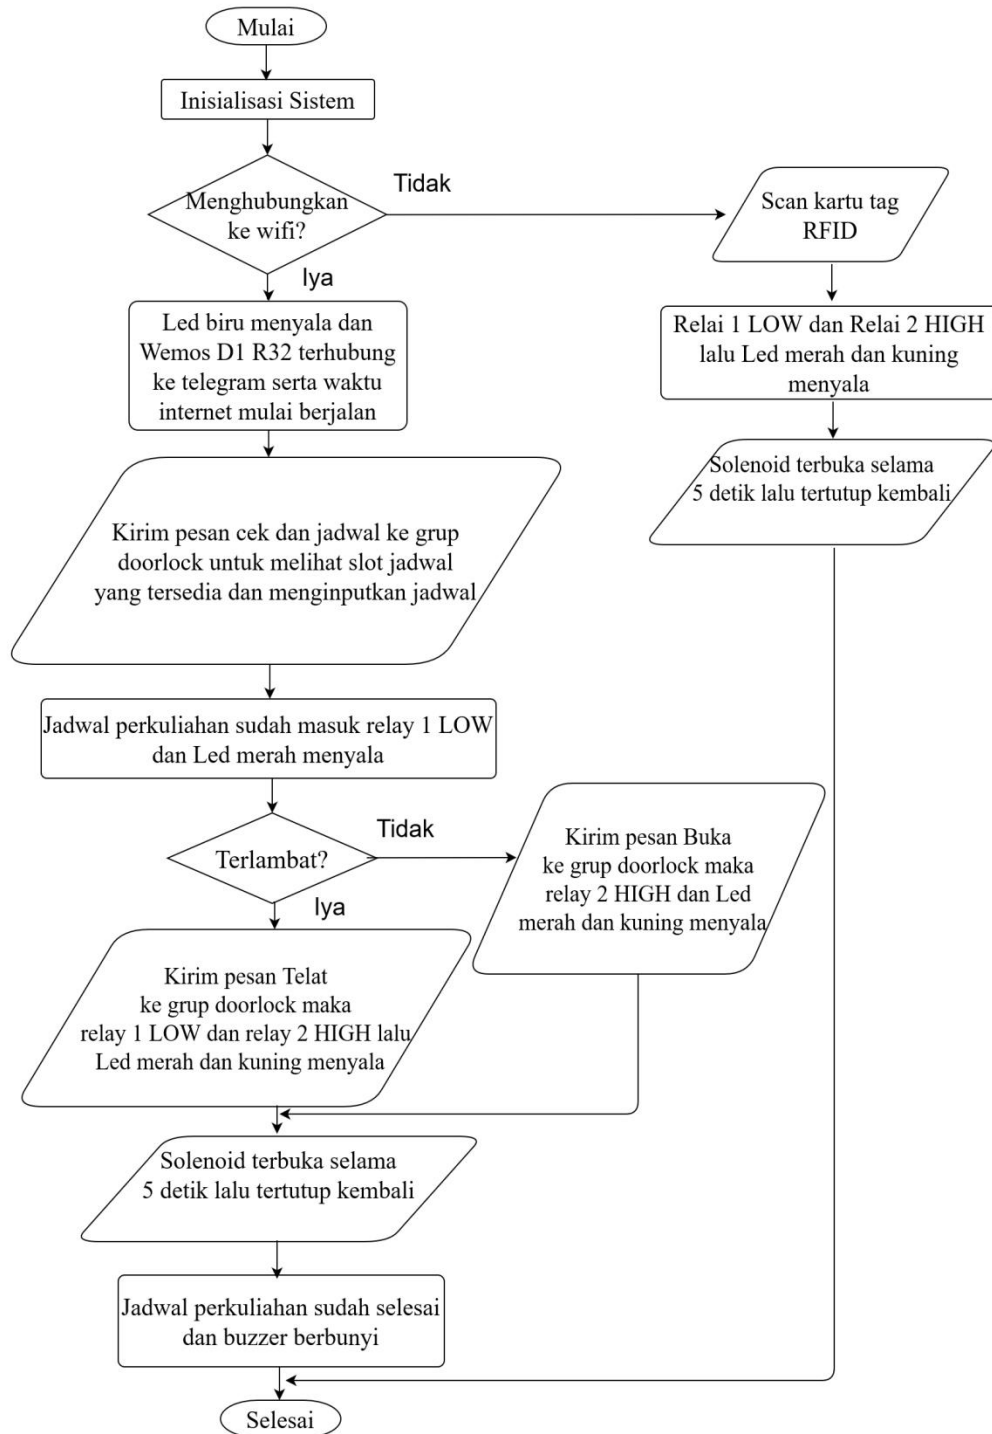 Mulai
Inisialisasi Sistem
Menghubungkan
ke wifi?
Tidak
Scan kartu tag
RFID
Iya
Led biru menyala dan
Wemos D1 R32 terhubung
ke telegram serta waktu
internet mulai berjalan
Relai 1 LOW dan Relai 2 HIGH
lalu Led merah dan kuning
menyala
Solenoid terbuka selama
5 detik lalu tertutup kembali
Kirim pesan cek dan jadwal ke grup
doorlock untuk melihat slot jadwal
yang tersedia dan menginputkan jadwal
Jadwal perkuliahan sudah masuk relay 1 LOW
dan Led merah menyala
Terlambat?
Tidak
Kirim pesan Buka
ke grup doorlock maka
relay 2 HIGH dan Led
merah dan kuning menyala
Iya
Kirim pesan Telat
ke grup doorlock maka
relay 1 LOW dan relay 2 HIGH lalu
Led merah dan kuning menyala
Solenoid terbuka selama
5 detik lalu tertutup kembali
Jadwal perkuliahan sudah selesai
dan buzzer berbunyi
Selesai